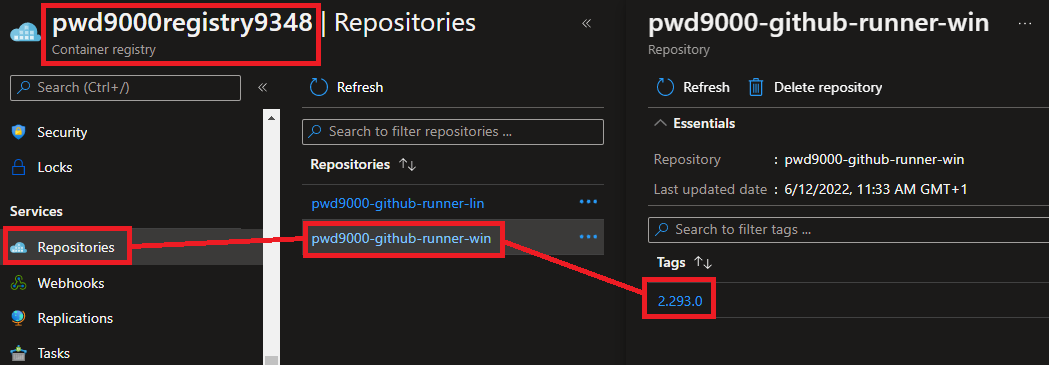 pwd9000registry9348 | Repositories
Container registry
Search (Ctrl+/)
Security
Locks
Services
Repositories
Webhooks
Replications
Tasks
Refresh
Search to filter repositories ...
Repositories
pwd9000-github-runner-lin
pwd9000-github-runner-win
pwd9000-github-runner-win
Repository
Refresh
Delete repository
Essentials
Repository : pwd9000-github-runner-win
Last updated date : 6/12/2022, 11:33 AM GMT+1
Search to filter tags ...
Tags
2.293.0